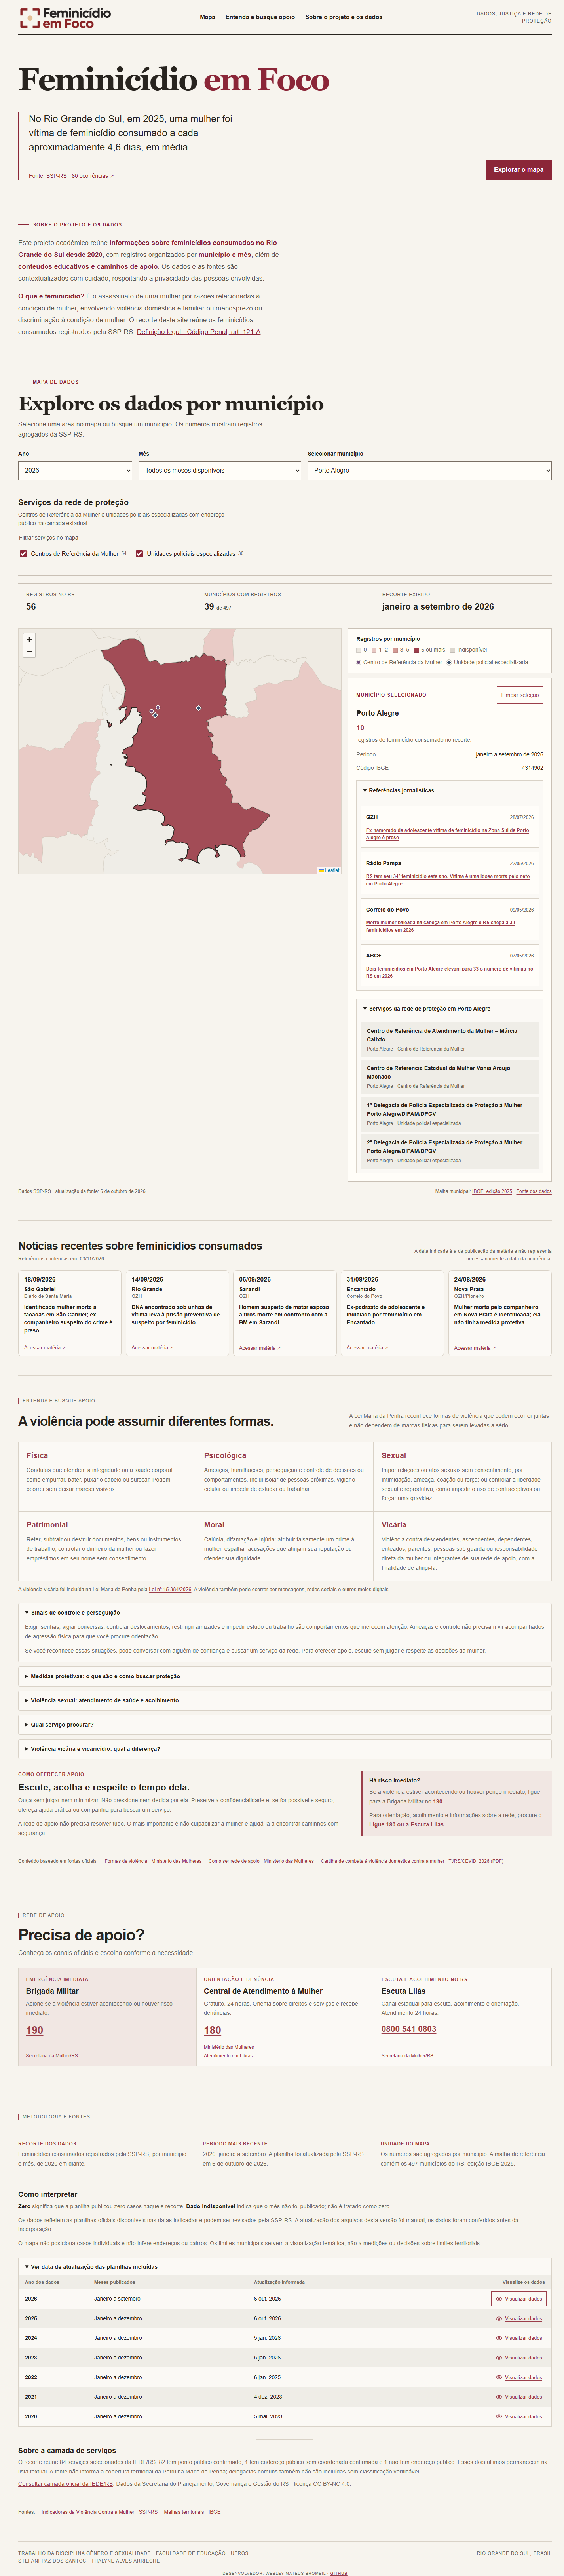 Feminicídio
em Foco
Mapa
Entenda e busque apoio
Sobre o projeto e os dados
DADOS, JUSTIÇA E REDE DE
PROTEÇÃO
Feminicídio em Foco
No Rio Grande do Sul, em 2025, uma mulher foi
vítima de feminicídio consumado a cada
aproximadamente 4,6 dias, em média.
Fonte: SSP-RS · 80 ocorrências ↗
Explorar o mapa
SOBRE O PROJETO E OS DADOS
Este projeto acadêmico reúne informações sobre feminicídios consumados no Rio
Grande do Sul desde 2020, com registros organizados por município e mês, além de
conteúdos educativos e caminhos de apoio. Os dados e as fontes são
contextualizados com cuidado, respeitando a privacidade das pessoas envolvidas.
O que é feminicídio? É o assassinato de uma mulher por razões relacionadas à
condição de mulher, envolvendo violência doméstica e familiar ou menosprezo ou
discriminação à condição de mulher. O recorte deste site reúne os feminicídios
consumados registrados pela SSP-RS. Definição legal · Código Penal, art. 121-A.
MAPA DE DADOS
Explore os dados por município
Selecione uma área no mapa ou busque um município. Os números mostram registros
agregados da SSP-RS.
Ano
Mês
Selecionar município
2026
Todos os meses disponíveis
Porto Alegre
Serviços da rede de proteção
Centros de Referência da Mulher e unidades policiais especializadas com endereço
público na camada estadual
Filtrar serviços no mapa
Centros de Referência da Mulher 54
Unidades policiais especializadas 30
REGISTROS NO RS
56
MUNICÍPIOS COM REGISTROS
39 de 497
RECORTE EXIBIDO
janeiro a setembro de 2026
+
−
Leaflet
Registros por município
0
1–2
3–5
6 ou mais
Indisponível
Centro de Referência da Mulher
Unidade policial especializada
MUNICÍPIO SELECIONADO
Limpar seleção
Porto Alegre
10
registros de feminicídio consumado no recorte.
Período
janeiro a setembro de 2026
Código IBGE
4314902
▼ Referências jornalísticas
GZH
28/07/2026
Ex-namorado de adolescente vítima de feminicídio na Zona Sul de Porto
Alegre é preso
Rádio Pampa
22/05/2026
RS tem seu 34º feminicídio este ano. Vítima é uma idosa morta pelo neto
em Porto Alegre
Correio do Povo
Morre mulher baleada na cabeça em Porto Alegre e RS chega a 33
feminicídios em 2026
ABC+
07/05/2026
Dois feminicídios em Porto Alegre elevam para 33 o número de vítimas no
RS em 2026
▼ Serviços da rede de proteção em Porto Alegre
Centro de Referência de Atendimento da Mulher – Márcia
Calixto
Porto Alegre · Centro de Referência da Mulher
Centro de Referência Estadual da Mulher Vânia Araújo
Machado
Porto Alegre · Centro de Referência da Mulher
1ª Delegacia de Polícia Especializada de Proteção à Mulher
Porto Alegre/DIPAM/DPGV
Porto Alegre · Unidade policial especializada
2ª Delegacia de Polícia Especializada de Proteção à Mulher
Porto Alegre/DIPAM/DPGV
Porto Alegre · Unidade policial especializada
Dados SSP-RS · atualização da fonte: 6 de outubro de 2026
Malha municipal: IBGE, edição 2025 · Fonte dos dados
Notícias recentes sobre feminicídios consumados
Referências conferidas em: 03/11/2026
A data indicada é a de publicação da matéria e não representa
necessariamente a data da ocorrência.
18/09/2026
São Gabriel
Diário de Santa Maria
Identificada mulher morta a
facadas em São Gabriel; ex-
companheiro suspeito do crime é
preso
Acessar matéria ↗
14/09/2026
Rio Grande
GZH
DNA encontrado sob unhas de
vítima leva à prisão preventiva de
suspeito por feminicídio
Acessar matéria ↗
06/09/2026
Sarandi
GZH
Homem suspeito de matar esposa
a tiros morre em confronto com a
BM em Sarandi
Acessar matéria ↗
31/08/2026
Encantado
Correio do Povo
Ex-padrasto de adolescente é
indiciado por feminicídio em
Encantado
Acessar matéria ↗
24/08/2026
Nova Prata
GZH/Pioneiro
Mulher morta pelo companheiro
em Nova Prata é identificada; ela
não tinha medida protetiva
Acessar matéria ↗
ENTENDA E BUSQUE APOIO
A violência pode assumir diferentes formas.
A Lei Maria da Penha reconhece formas de violência que podem ocorrer juntas
e não dependem de marcas físicas para serem levadas a sério.
Física
Condutas que ofendem a integridade ou a saúde corporal,
como empurrar, bater, puxar o cabelo ou sufocar. Podem
ocorrer sem deixar marcas visíveis.
Psicológica
Ameaças, humilhações, perseguição e controle de decisões ou
comportamentos. Inclui isolar de pessoas próximas, vigiar o
celular ou impedir de estudar ou trabalhar.
Sexual
Impor relações ou atos sexuais sem consentimento, por
intimidação, ameaça, coação ou força; ou controlar a liberdade
sexual e reprodutiva, como impedir o uso de contraceptivos ou
forçar uma gravidez.
Patrimonial
Reter, subtrair ou destruir documentos, bens ou instrumentos
de trabalho; controlar o dinheiro da mulher ou fazer
empréstimos em seu nome sem consentimento.
Moral
Calúnia, difamação e injúria: atribuir falsamente um crime à
mulher, espalhar acusações que atinjam sua reputação ou
ofender sua dignidade.
Vicária
Violência contra descendentes, ascendentes, dependentes,
enteados, parentes, pessoas sob guarda ou responsabilidade
direta da mulher ou integrantes de sua rede de apoio, com a
finalidade de atingi-la.
A violência vicária foi incluída na Lei Maria da Penha pela Lei nº 15.384/2026. A violência também pode ocorrer por mensagens, redes sociais e outros meios digitais.
▼ Sinais de controle e perseguição
Exigir senhas, vigiar conversas, controlar deslocamentos, restringir amizades e impedir estudo ou trabalho são comportamentos que merecem atenção. Ameaças e controle não precisam vir acompanhados
de agressão física para que você procure orientação.
Se você reconhece essas situações, pode conversar com alguém de confiança e buscar um serviço da rede. Para oferecer apoio, escute sem julgar e respeite as decisões da mulher.
▶ Medidas protetivas: o que são e como buscar proteção
▶ Violência sexual: atendimento de saúde e acolhimento
▶ Qual serviço procurar?
▶ Violência vicária e vicaricídio: qual a diferença?
COMO OFERECER APOIO
Escute, acolha e respeite o tempo dela.
Ouça sem julgar nem minimizar. Não pressione nem decida por ela. Preserve a confidencialidade e, se for possível e seguro,
ofereça ajuda prática ou companhia para buscar um serviço.
A rede de apoio não precisa resolver tudo. O mais importante é não culpabilizar a mulher e ajudá-la a encontrar caminhos com
segurança.
Há risco imediato?
Se a violência estiver acontecendo ou houver perigo imediato, ligue
para a Brigada Militar no 190.
Para orientação, acolhimento e informações sobre a rede, procure o
Ligue 180 ou a Escuta Lilás.
Conteúdo baseado em fontes oficiais:
Formas de violência · Ministério das Mulheres
Como ser rede de apoio · Ministério das Mulheres
Cartilha de combate à violência doméstica contra a mulher · TJRS/CEVID, 2026 (PDF)
REDE DE APOIO
Precisa de apoio?
Conheça os canais oficiais e escolha conforme a necessidade.
EMERGÊNCIA IMEDIATA
Brigada Militar
Acione se a violência estiver acontecendo ou houver risco
imediato.
190
Secretaria da Mulher/RS
ORIENTAÇÃO E DENÚNCIA
Central de Atendimento à Mulher
Gratuito, 24 horas. Orienta sobre direitos e serviços e recebe
denúncias.
180
Ministério das Mulheres
Atendimento em Libras
ESCUTA E ACOLHIMENTO NO RS
Escuta Lilás
Canal estadual para escuta, acolhimento e orientação.
Atendimento 24 horas.
0800 541 0803
Secretaria da Mulher/RS
METODOLOGIA E FONTES
RECORTE DOS DADOS
Feminicídios consumados registrados pela SSP-RS, por município
e mês, de 2020 em diante.
PERÍODO MAIS RECENTE
2026: janeiro a setembro. A planilha foi atualizada pela SSP-RS
em 6 de outubro de 2026.
UNIDADE DO MAPA
Os números são agregados por município. A malha de referência
contém os 497 municípios do RS, edição IBGE 2025.
Como interpretar
Zero significa que a planilha publicou zero casos naquele recorte. Dado indisponível indica que o mês não foi publicado; não é tratado como zero.
Os dados refletem as planilhas oficiais disponíveis nas datas indicadas e podem ser revisados pela SSP-RS. A atualização dos arquivos desta versão foi manual; os dados foram conferidos antes da
incorporação.
O mapa não posiciona casos individuais e não infere endereços ou bairros. Os limites municipais servem à visualização temática, não a medições ou decisões sobre limites territoriais.
▼ Ver data de atualização das planilhas incluídas
Ano dos dados
Meses publicados
Atualização informada
Visualize os dados
2026
Janeiro a setembro
6 out. 2026
Visualizar dados
2025
Janeiro a dezembro
6 out. 2026
Visualizar dados
2024
Janeiro a dezembro
5 jan. 2026
Visualizar dados
2023
Janeiro a dezembro
5 jan. 2026
Visualizar dados
2022
Janeiro a dezembro
6 jan. 2025
Visualizar dados
2021
Janeiro a dezembro
4 dez. 2023
Visualizar dados
2020
Janeiro a dezembro
5 mai. 2023
Visualizar dados
Sobre a camada de serviços
O recorte reúne 84 serviços selecionados da IEDE/RS: 82 têm ponto público confirmado, 1 tem endereço público sem coordenada confirmada e 1 não tem endereço público. Esses dois últimos permanecem na
lista textual. A fonte não informa a cobertura territorial da Patrulha Maria da Penha; delegacias comuns também não são incluídas sem classificação verificável.
Consultar camada oficial da IEDE/RS. Dados da Secretaria do Planejamento, Governança e Gestão do RS · licença CC BY-NC 4.0.
Fontes:
Indicadores da Violência Contra a Mulher · SSP-RS
Malhas territoriais · IBGE
TRABALHO DA DISCIPLINA GÊNERO E SEXUALIDADE · FACULDADE DE EDUCAÇÃO · UFRGS
STEFANI PAZ DOS SANTOS · THALYNE ALVES ARRIECHE
RIO GRANDE DO SUL, BRASIL
DESENVOLVEDOR: WESLEY MATEUS BROMBIL · GITHUB